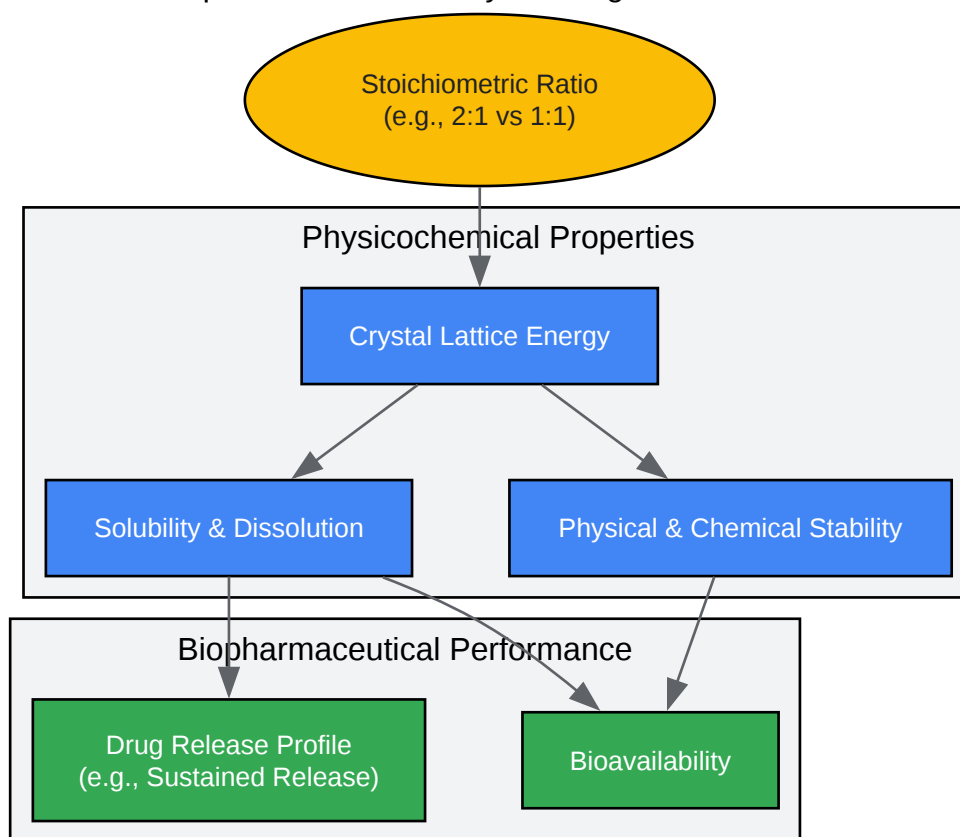 Stoichiometric Ratio
(e.g., 2:1 vs 1:1)
Physicochemical Properties
Crystal Lattice Energy
Solubility & Dissolution
Physical & Chemical Stability
Biopharmaceutical Performance
Drug Release Profile
(e.g., Sustained Release)
Bioavailability